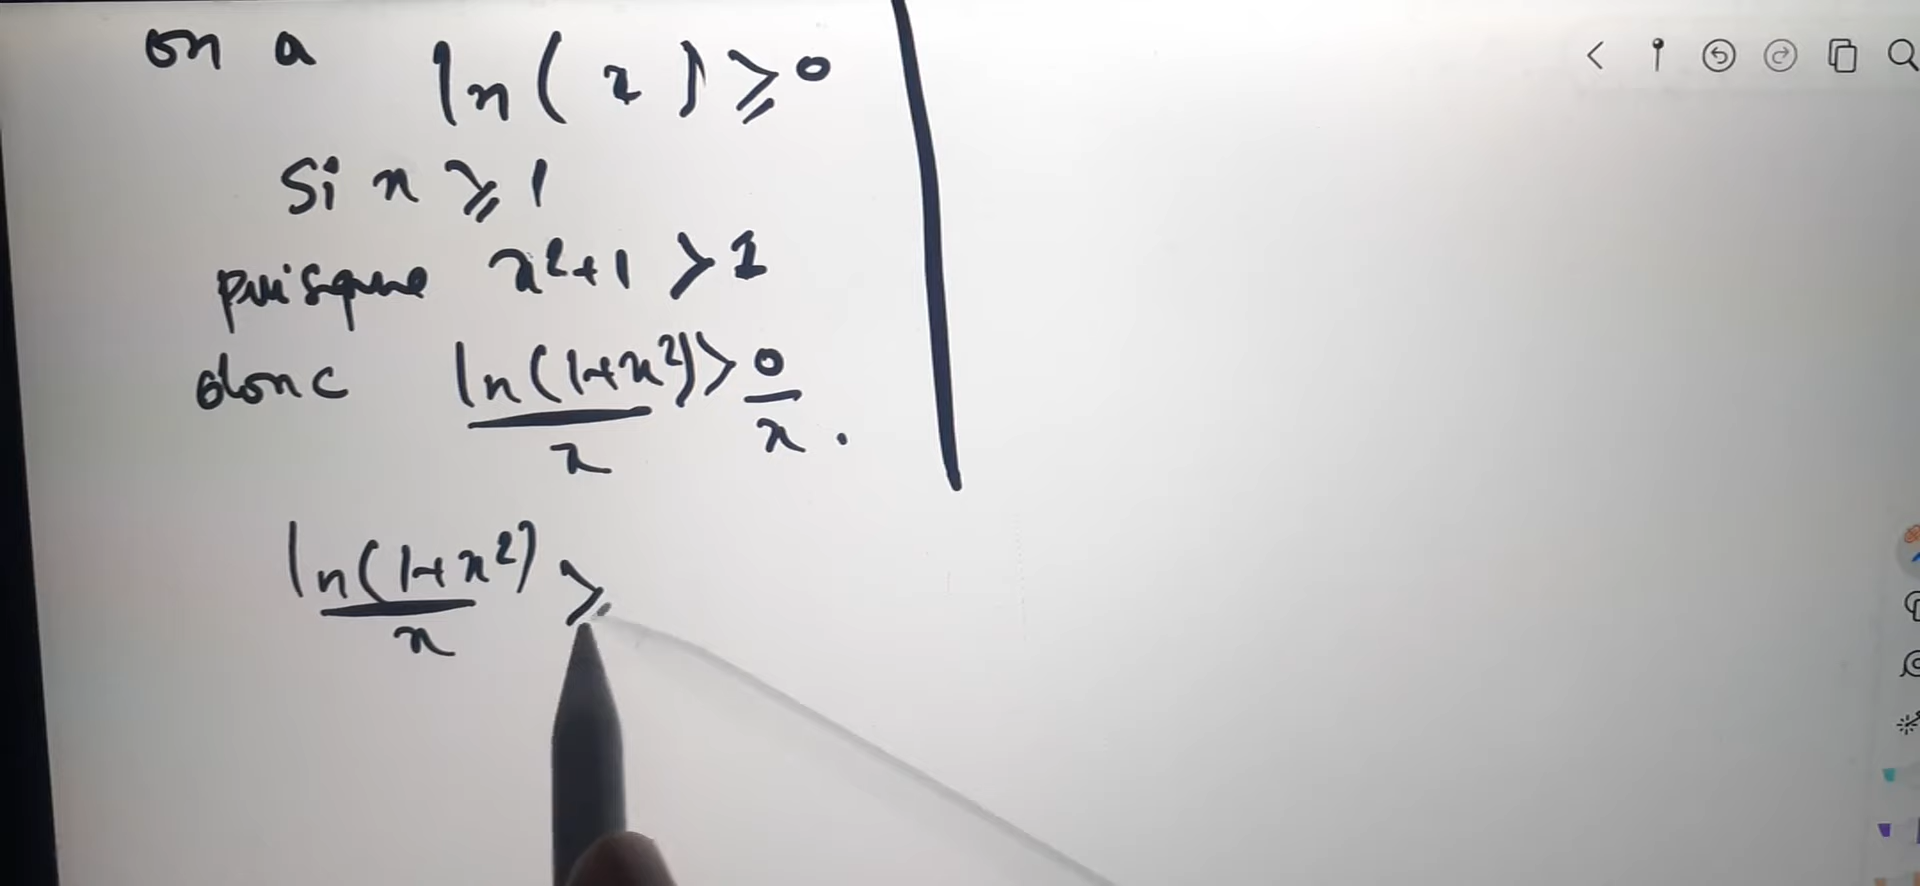 on a ln(x) ≥ 0
Si x ≥ 1
puisque x²+1 > 1
donc ln(1+x²)/x > 0/x .
ln(1+x²)/x >